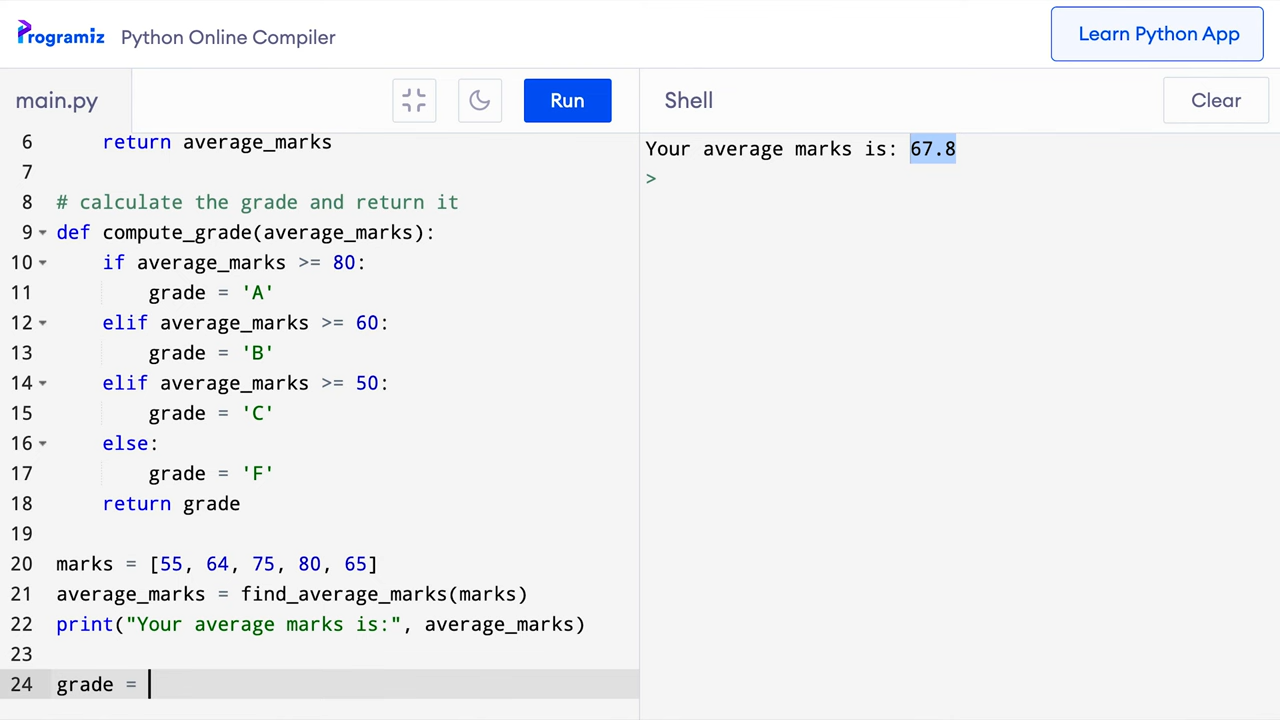 Programiz Python Online Compiler
Learn Python App
main.py
Run
Shell
Clear
6     return average_marks
7
8 # calculate the grade and return it
9 def compute_grade(average_marks):
10     if average_marks >= 80:
11         grade = 'A'
12     elif average_marks >= 60:
13         grade = 'B'
14     elif average_marks >= 50:
15         grade = 'C'
16     else:
17         grade = 'F'
18     return grade
19
20 marks = [55, 64, 75, 80, 65]
21 average_marks = find_average_marks(marks)
22 print("Your average marks is:", average_marks)
23
24 grade =
Your average marks is: 67.8
>